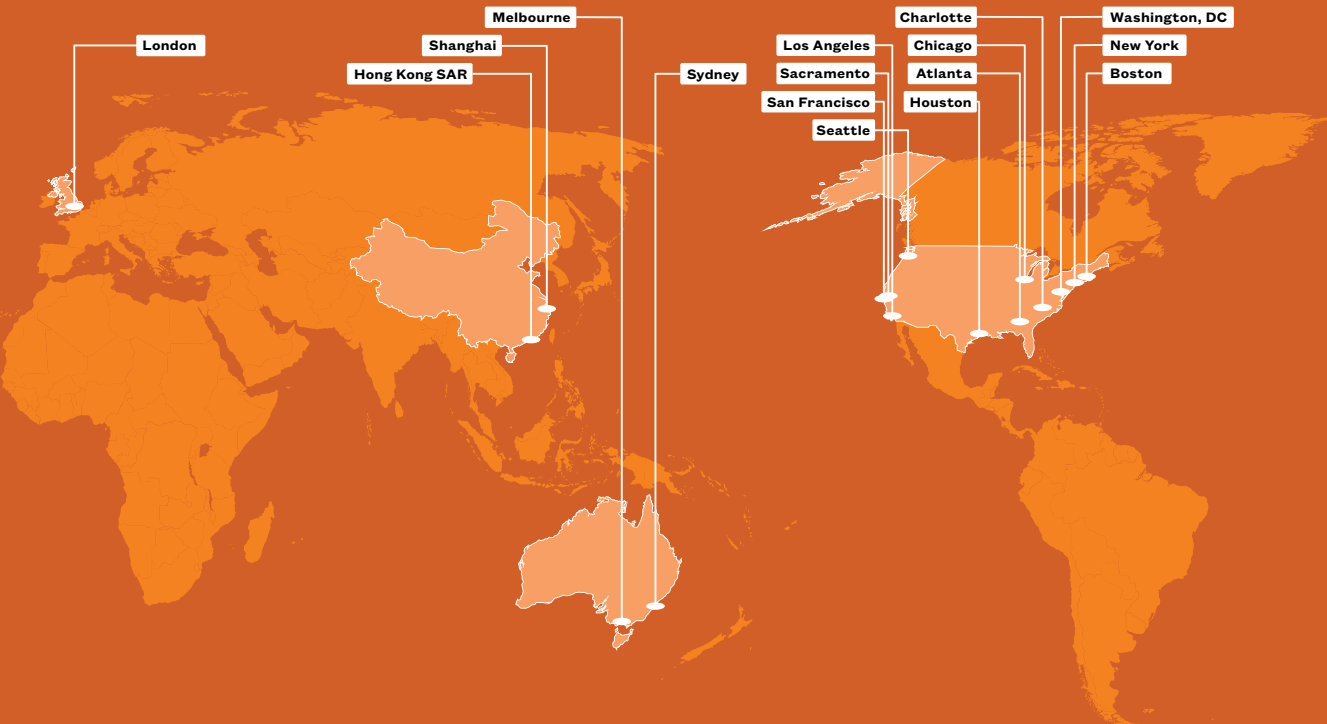 London
Melbourne
Shanghai
Hong Kong SAR
Sydney
Los Angeles
Sacramento
San Francisco
Seattle
Charlotte
Chicago
Atlanta
Houston
Washington, DC
New York
Boston